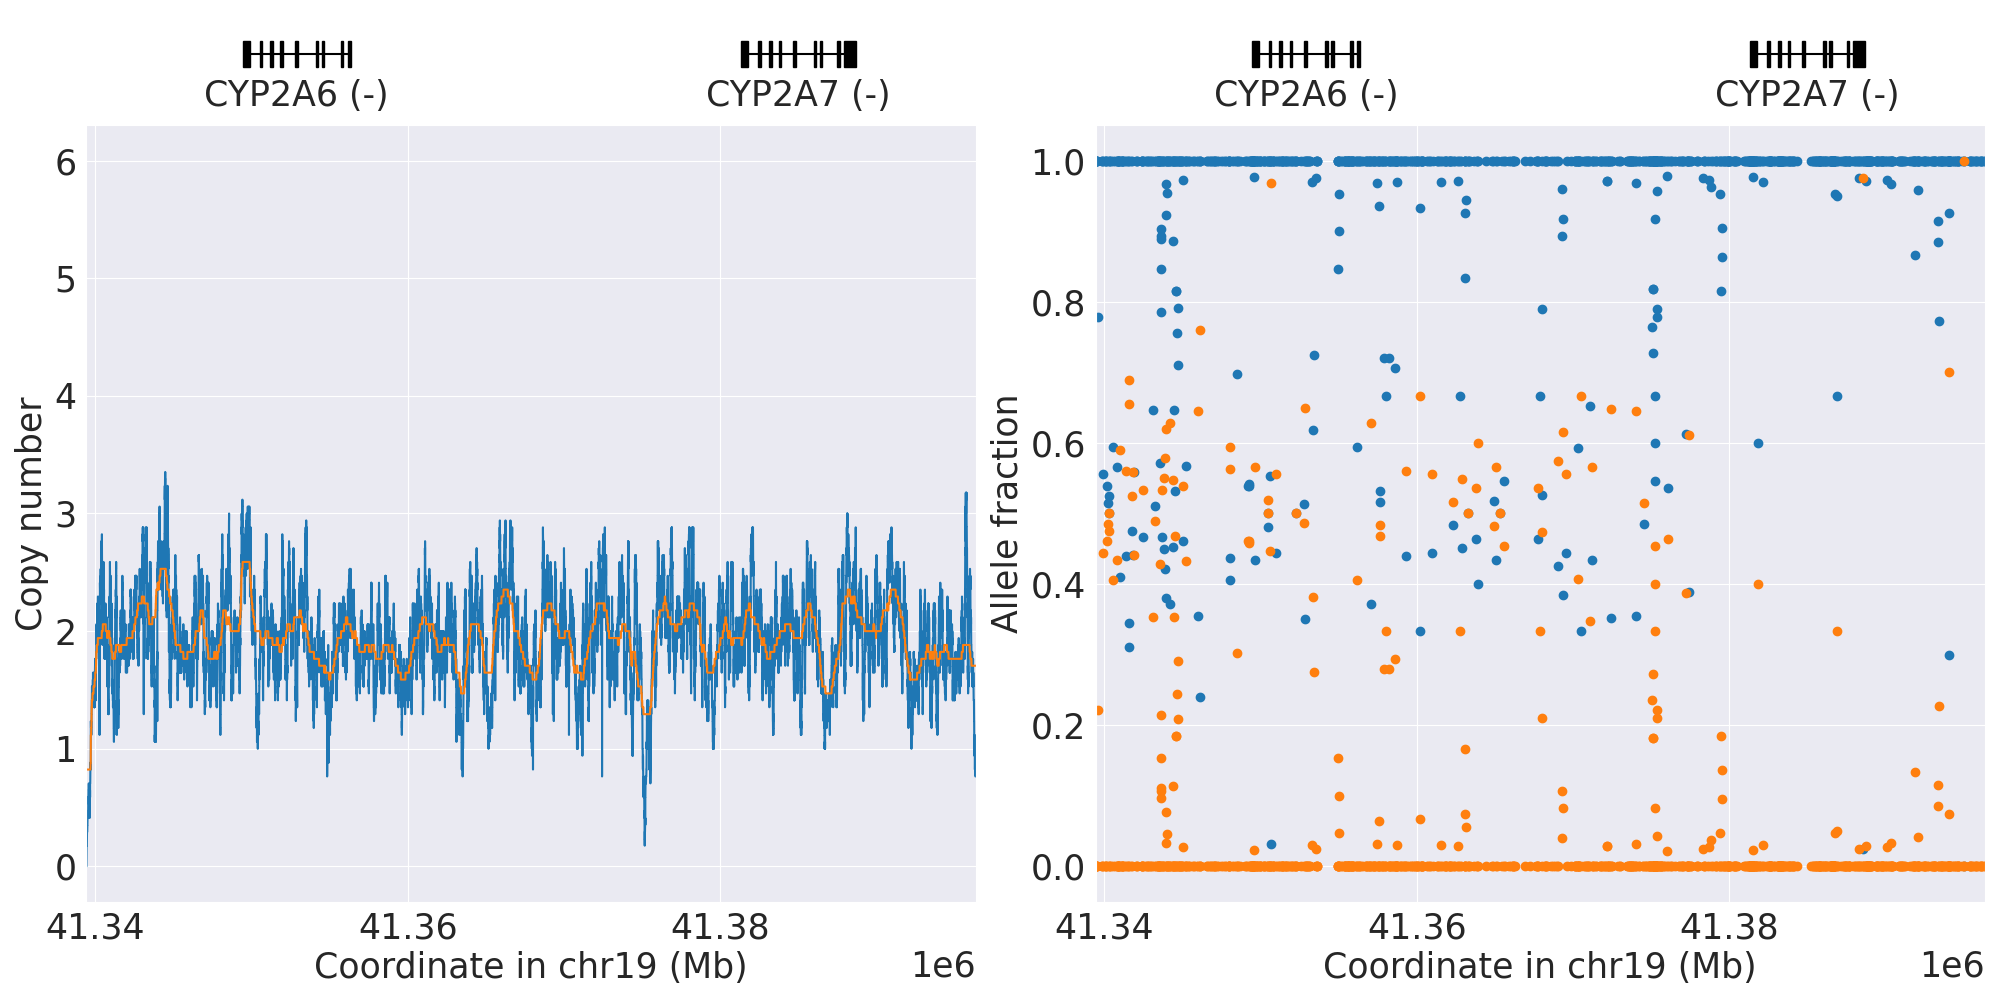 CYP2A6 (-) CYP2A7 (-)
CYP2A6 (-) CYP2A7 (-)
Copy number
6
5
4
3
2
1
0
41.34 41.36 41.38
Coordinate in chr19 (Mb) 1e6
Allele fraction
1.0
0.8
0.6
0.4
0.2
0.0
41.34 41.36 41.38
Coordinate in chr19 (Mb) 1e6